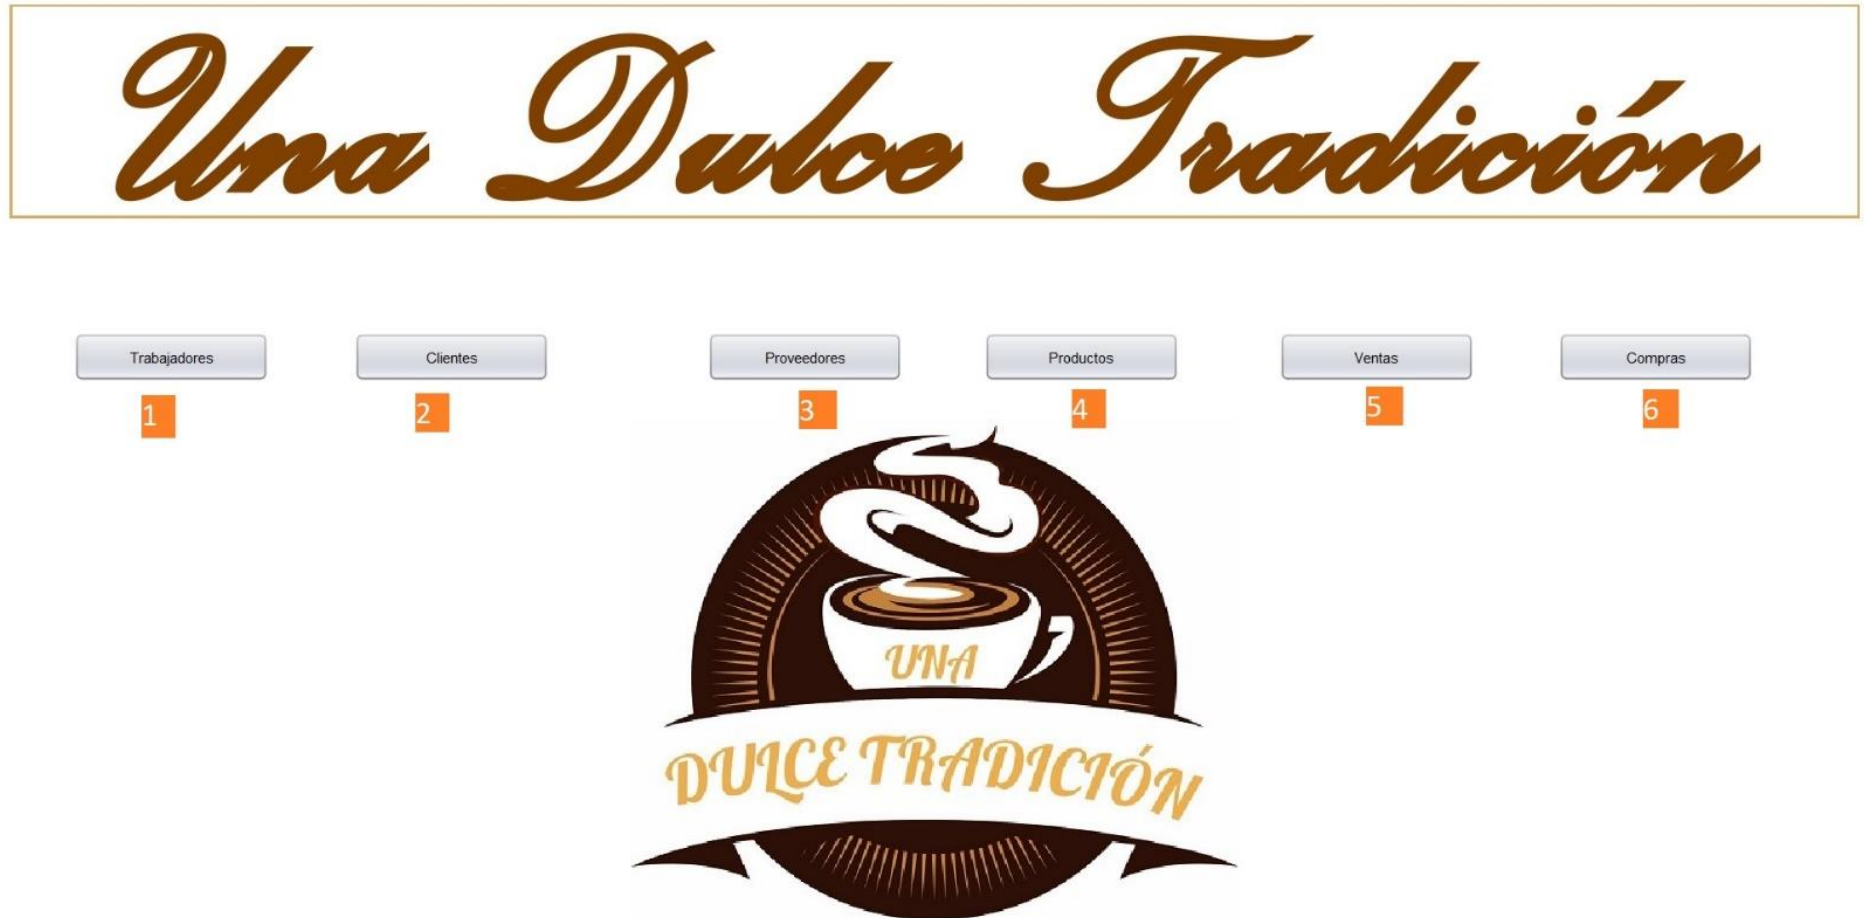 Una Dulce Tradición
Trabajadores Clientes Proveedores Productos Ventas Compras
1 2 3 4 5 6
UNA
DULCE TRADICIÓN